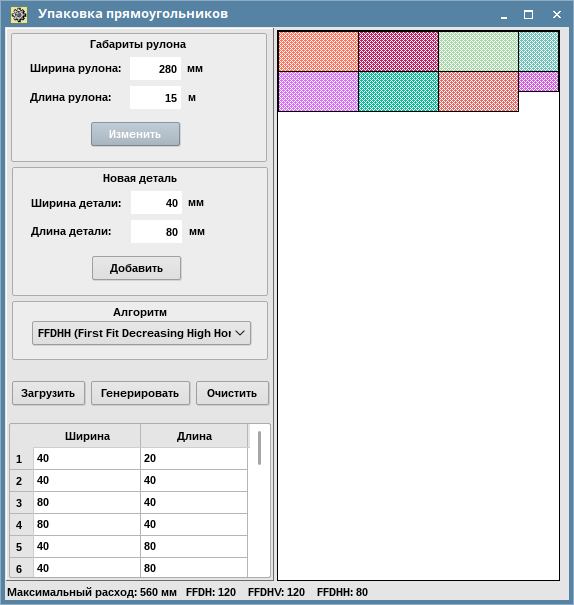 Упаковка прямоугольников
Габариты рулона
Ширина рулона: 280 мм
Длина рулона: 15 м
Изменить
Новая деталь
Ширина детали: 40 мм
Длина детали: 80 мм
Добавить
Алгоритм
FFDHH (First Fit Decreasing High Hor
Загрузить Генерировать Очистить
Ширина Длина
1 40 20
2 40 40
3 80 40
4 80 40
5 40 80
6 40 80
Максимальный расход: 560 мм FFDH: 120 FFDHV: 120 FFDHH: 80